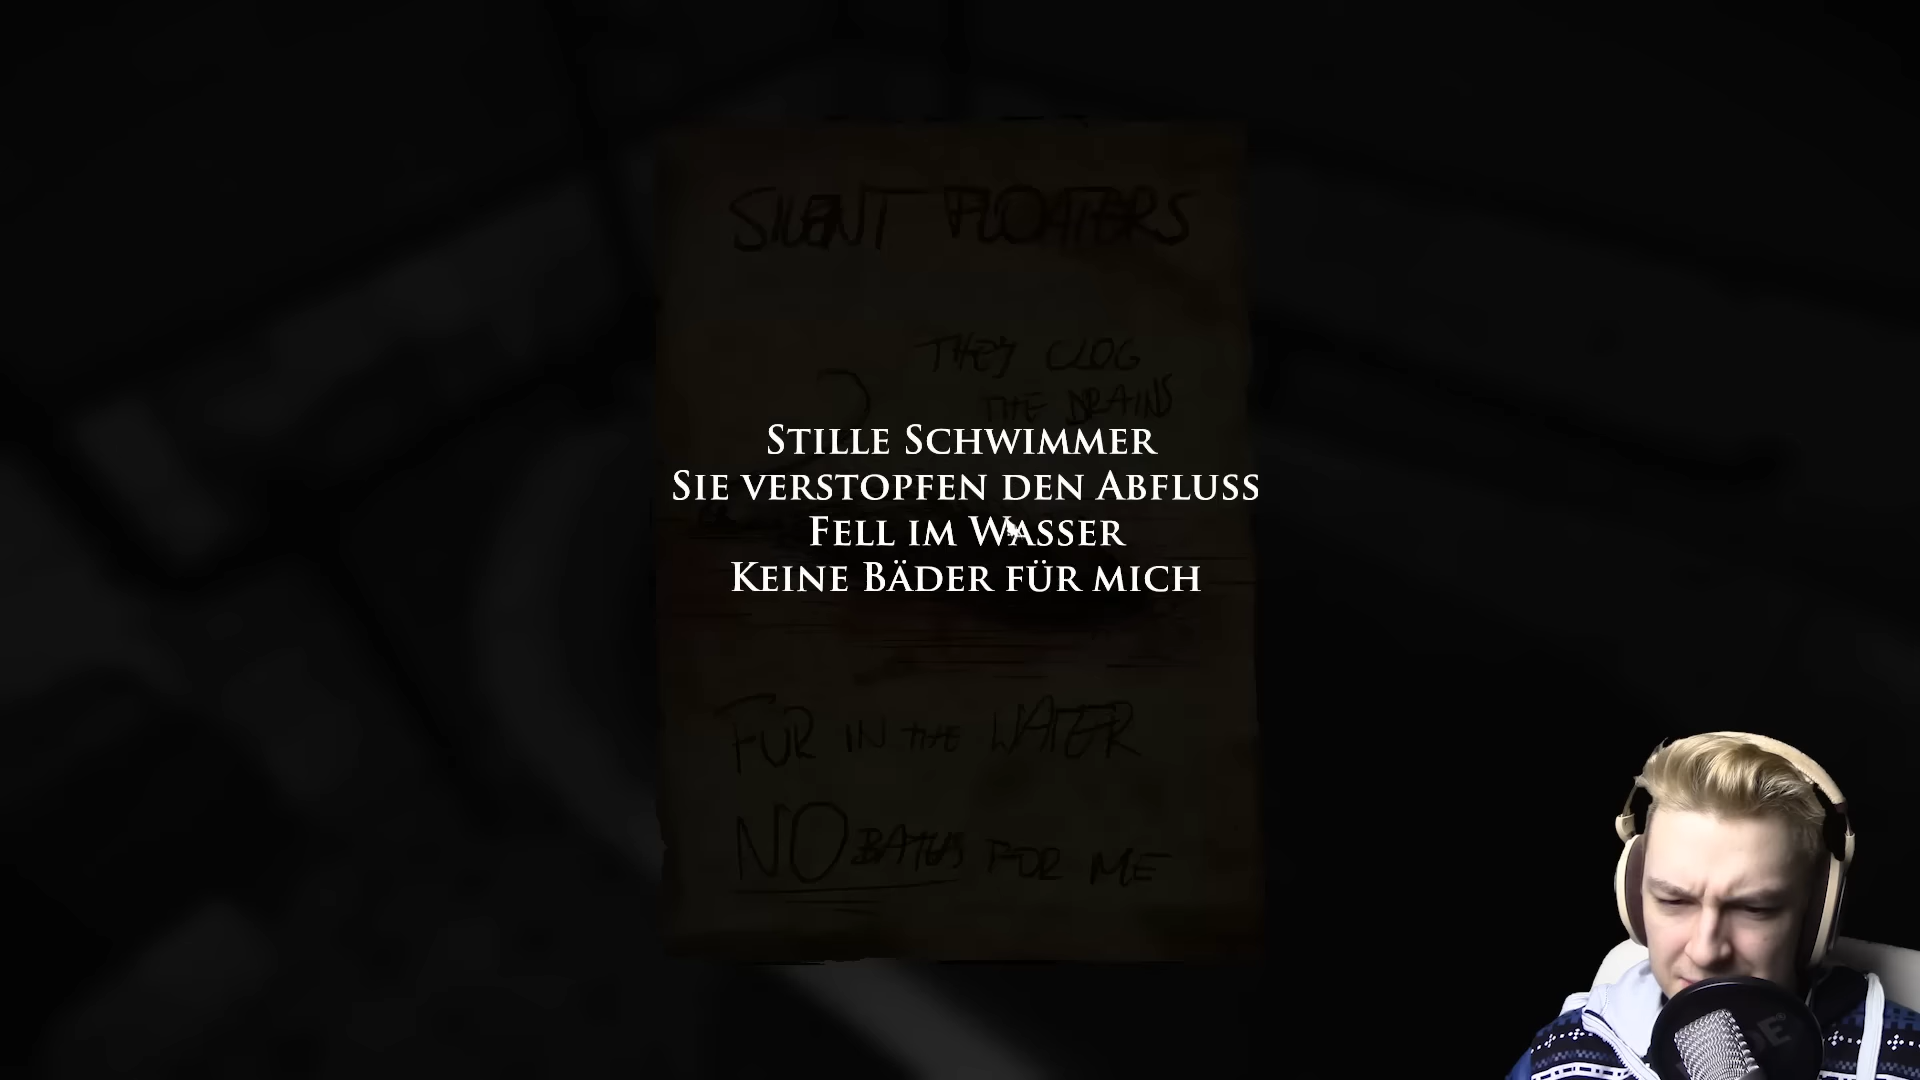 SILENT FLOATERS
THEY CLOG
THE DRAINS
STILLE SCHWIMMER
SIE VERSTOPFEN DEN ABFLUSS
FELL IM WASSER
KEINE BÄDER FÜR MICH
FUR IN THE WATER
NO BATHS FOR ME